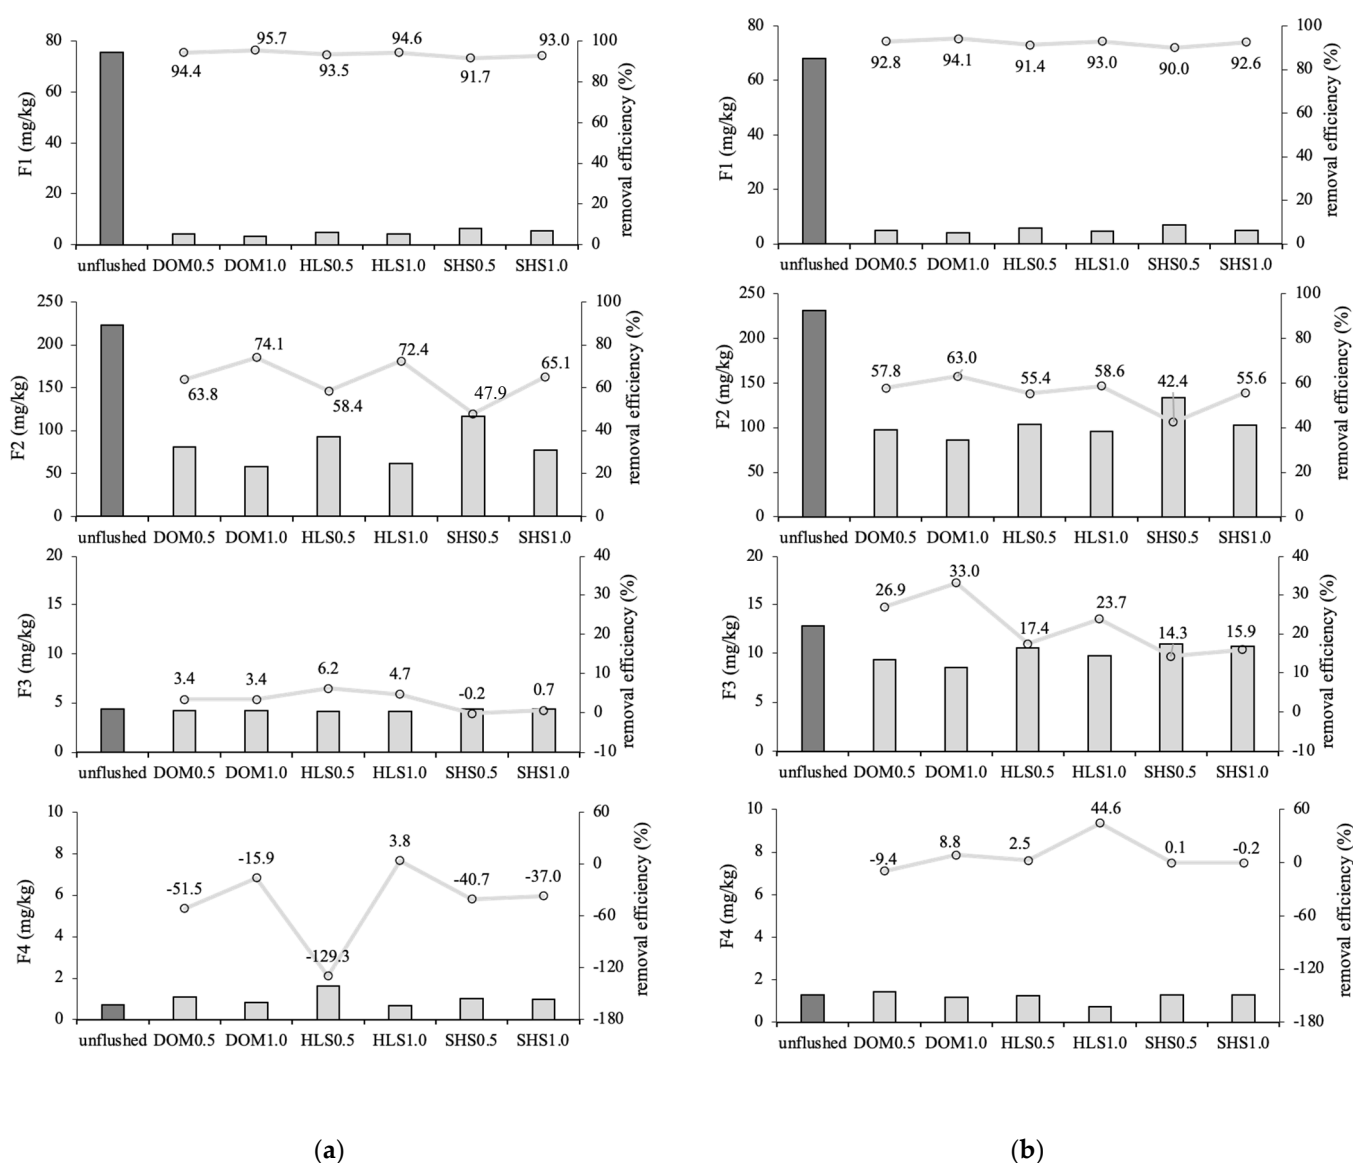 80
60
40
20
0
F1 (mg/kg)
94.4 95.7 93.5 94.6 91.7 93.0
100
80
60
40
20
0
removal efficiency (%)
unflushed DOM0.5 DOM1.0 HLS0.5 HLS1.0 SHS0.5 SHS1.0
250
200
150
100
50
0
F2 (mg/kg)
63.8 74.1 58.4 72.4 47.9 65.1
100
80
60
40
20
0
removal efficiency (%)
unflushed DOM0.5 DOM1.0 HLS0.5 HLS1.0 SHS0.5 SHS1.0
20
15
10
5
0
F3 (mg/kg)
3.4 3.4 6.2 4.7 -0.2 0.7
40
30
20
10
0
-10
removal efficiency (%)
unflushed DOM0.5 DOM1.0 HLS0.5 HLS1.0 SHS0.5 SHS1.0
10
8
6
4
2
0
F4 (mg/kg)
-51.5 -15.9 -129.3 3.8 -40.7 -37.0
60
0
-60
-120
-180
removal efficiency (%)
unflushed DOM0.5 DOM1.0 HLS0.5 HLS1.0 SHS0.5 SHS1.0
(a)
80
60
40
20
0
F1 (mg/kg)
92.8 94.1 91.4 93.0 90.0 92.6
100
80
60
40
20
0
removal efficiency (%)
unflushed DOM0.5 DOM1.0 HLS0.5 HLS1.0 SHS0.5 SHS1.0
250
200
150
100
50
0
F2 (mg/kg)
57.8 63.0 55.4 58.6 42.4 55.6
100
80
60
40
20
0
removal efficiency (%)
unflushed DOM0.5 DOM1.0 HLS0.5 HLS1.0 SHS0.5 SHS1.0
20
15
10
5
0
F3 (mg/kg)
26.9 33.0 17.4 23.7 14.3 15.9
40
30
20
10
0
-10
removal efficiency (%)
unflushed DOM0.5 DOM1.0 HLS0.5 HLS1.0 SHS0.5 SHS1.0
10
8
6
4
2
0
F4 (mg/kg)
-9.4 8.8 2.5 44.6 0.1 -0.2
60
0
-60
-120
-180
removal efficiency (%)
unflushed DOM0.5 DOM1.0 HLS0.5 HLS1.0 SHS0.5 SHS1.0
(b)